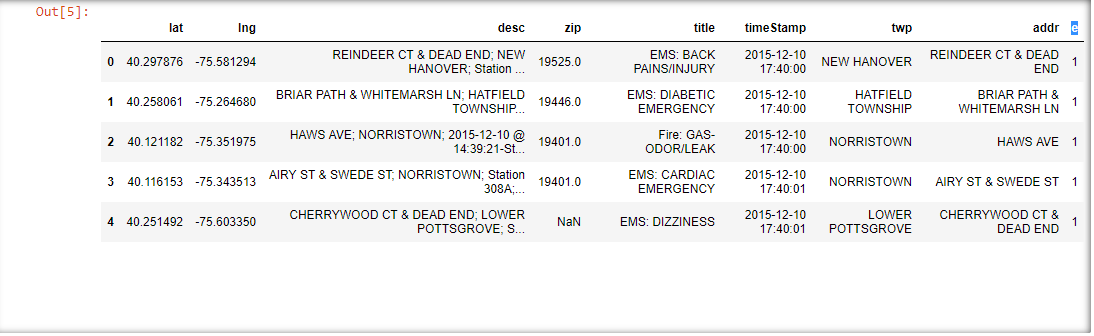 Out[5]:
lat lng desc zip title timeStamp twp addr e
0 40.297876 -75.581294 REINDEER CT & DEAD END; NEW HANOVER; Station ... 19525.0 EMS: BACK PAINS/INJURY 2015-12-10 17:40:00 NEW HANOVER REINDEER CT & DEAD END 1
1 40.258061 -75.264680 BRIAR PATH & WHITEMARSH LN; HATFIELD TOWNSHIP... 19446.0 EMS: DIABETIC EMERGENCY 2015-12-10 17:40:00 HATFIELD TOWNSHIP BRIAR PATH & WHITEMARSH LN 1
2 40.121182 -75.351975 HAWS AVE; NORRISTOWN; 2015-12-10 @ 14:39:21-St... 19401.0 Fire: GAS-ODOR/LEAK 2015-12-10 17:40:00 NORRISTOWN HAWS AVE 1
3 40.116153 -75.343513 AIRY ST & SWEDE ST; NORRISTOWN; Station 308A;... 19401.0 EMS: CARDIAC EMERGENCY 2015-12-10 17:40:01 NORRISTOWN AIRY ST & SWEDE ST 1
4 40.251492 -75.603350 CHERRYWOOD CT & DEAD END; LOWER POTTSGROVE; S... NaN EMS: DIZZINESS 2015-12-10 17:40:01 LOWER POTTSGROVE CHERRYWOOD CT & DEAD END 1